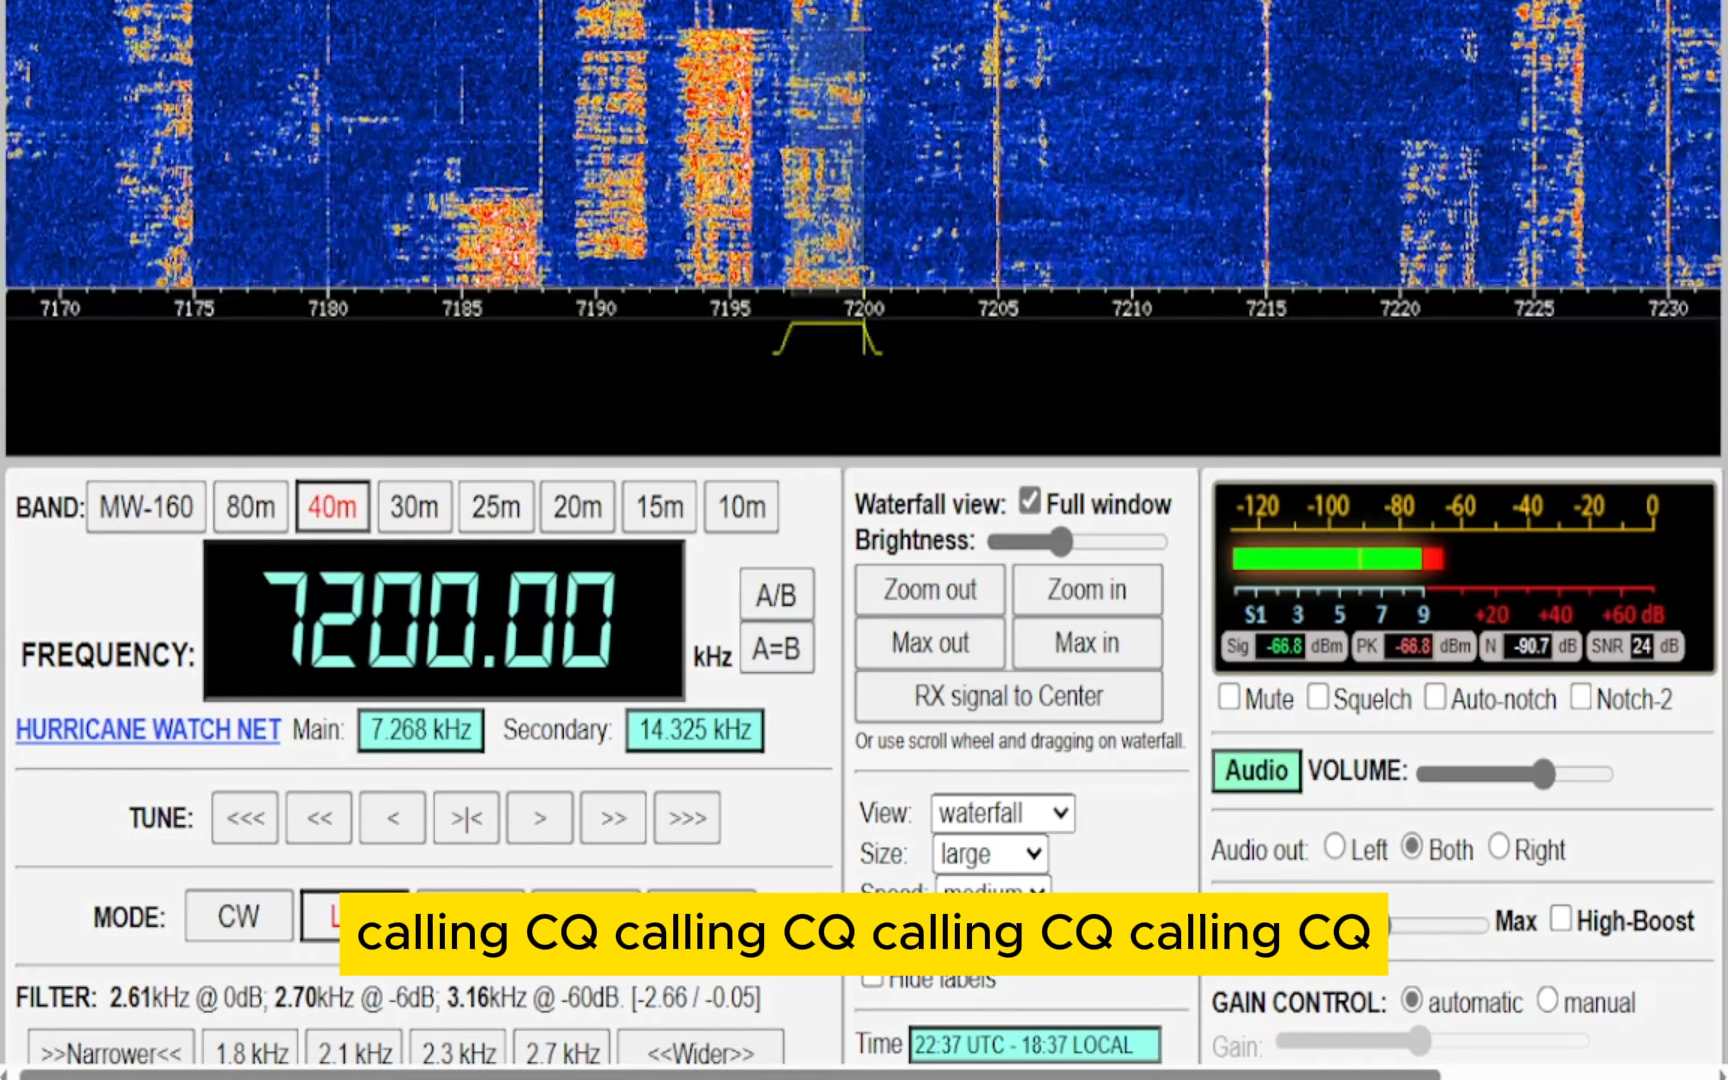 7170 7175 7180 7185 7190 7195 7200 7205 7210 7215 7220 7225 7230
BAND: MW-160 80m 40m 30m 25m 20m 15m 10m
7200.00
FREQUENCY: kHz
A/B
A=B
HURRICANE WATCH NET Main: 7.268 kHz Secondary: 14.325 kHz
TUNE: <<< << < >|< > >> >>>
MODE: CW L
FILTER: 2.61kHz @ 0dB; 2.70kHz @ -6dB; 3.16kHz @ -60dB. [-2.66 / -0.05]
>>Narrower<< 1.8 kHz 2.1 kHz 2.3 kHz 2.7 kHz <<Wider>>
Waterfall view: Full window
Brightness:
Zoom out Zoom in
Max out Max in
RX signal to Center
Or use scroll wheel and dragging on waterfall.
View: waterfall
Size: large
Speed: medium
Hide labels
Time 22:37 UTC - 18:37 LOCAL
-120 -100 -80 -60 -40 -20 0
S1 3 5 7 9 +20 +40 +60 dB
Sig -66.8 dBm PK -66.8 dBm N -90.7 dB SNR 24 dB
Mute Squelch Auto-notch Notch-2
Audio VOLUME:
Audio out: Left Both Right
Max High-Boost
GAIN CONTROL: automatic manual
Gain:
calling CQ calling CQ calling CQ calling CQ